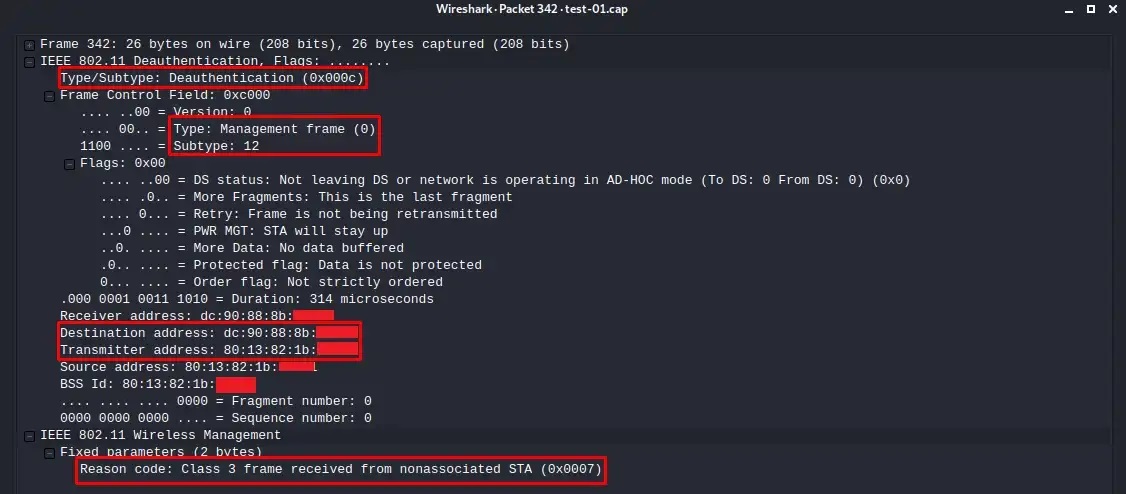 Wireshark·Packet 342·test-01.cap
Frame 342: 26 bytes on wire (208 bits), 26 bytes captured (208 bits)
IEEE 802.11 Deauthentication, Flags: ........
Type/Subtype: Deauthentication (0x000c)
Frame Control Field: 0xc000
.... ..00 = Version: 0
.... 00.. = Type: Management frame (0)
1100 .... = Subtype: 12
Flags: 0x00
.... ..00 = DS status: Not leaving DS or network is operating in AD-HOC mode (To DS: 0 From DS: 0) (0x0)
.... .0.. = More Fragments: This is the last fragment
.... 0... = Retry: Frame is not being retransmitted
...0 .... = PWR MGT: STA will stay up
..0. .... = More Data: No data buffered
.0.. .... = Protected flag: Data is not protected
0... .... = Order flag: Not strictly ordered
.000 0001 0011 1010 = Duration: 314 microseconds
Receiver address: dc:90:88:8b:
Destination address: dc:90:88:8b:
Transmitter address: 80:13:82:1b:
Source address: 80:13:82:1b:
BSS Id: 80:13:82:1b:
.... .... .... 0000 = Fragment number: 0
0000 0000 0000 .... = Sequence number: 0
IEEE 802.11 Wireless Management
Fixed parameters (2 bytes)
Reason code: Class 3 frame received from nonassociated STA (0x0007)